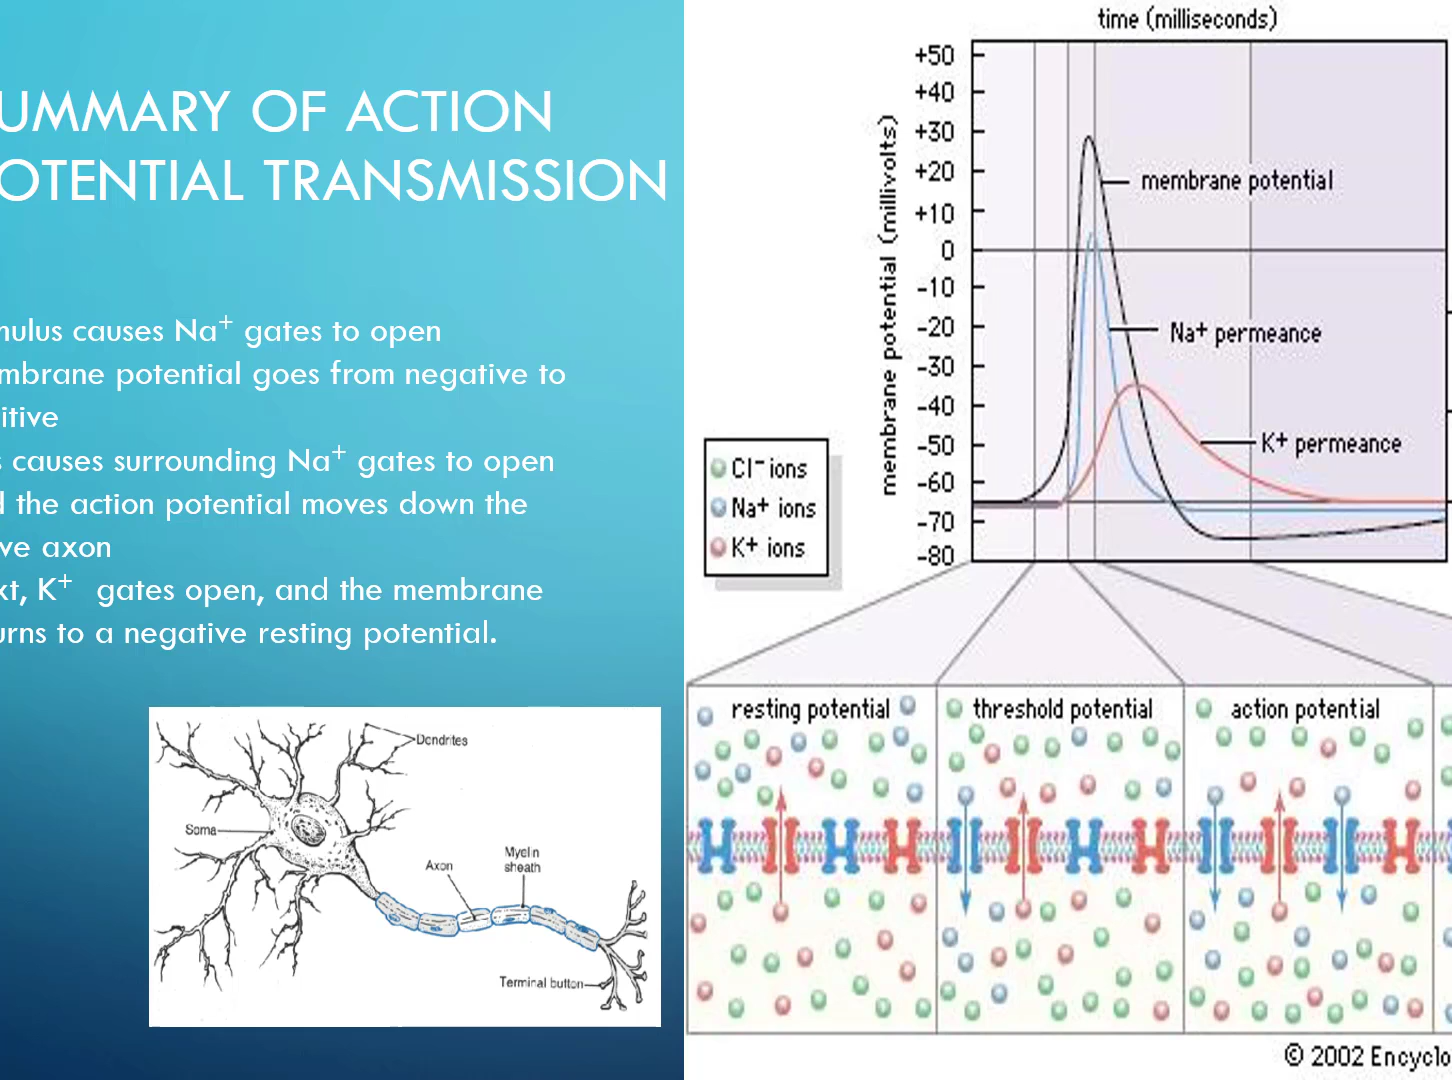 UMMARY OF ACTION
OTENTIAL TRANSMISSION
mulus causes Na+ gates to open
mbrane potential goes from negative to
itive
s causes surrounding Na+ gates to open
d the action potential moves down the
ve axon
xt, K+ gates open, and the membrane
urns to a negative resting potential.
Dendrites
Soma
Axon
Myelin
sheath
Terminal button
time (milliseconds)
membrane potential (millivolts)
+50
+40
+30
+20
+10
0
-10
-20
-30
-40
-50
-60
-70
-80
membrane potential
Na+ permeance
K+ permeance
Cl− ions
Na+ ions
K+ ions
resting potential
threshold potential
action potential
© 2002 Encyclo